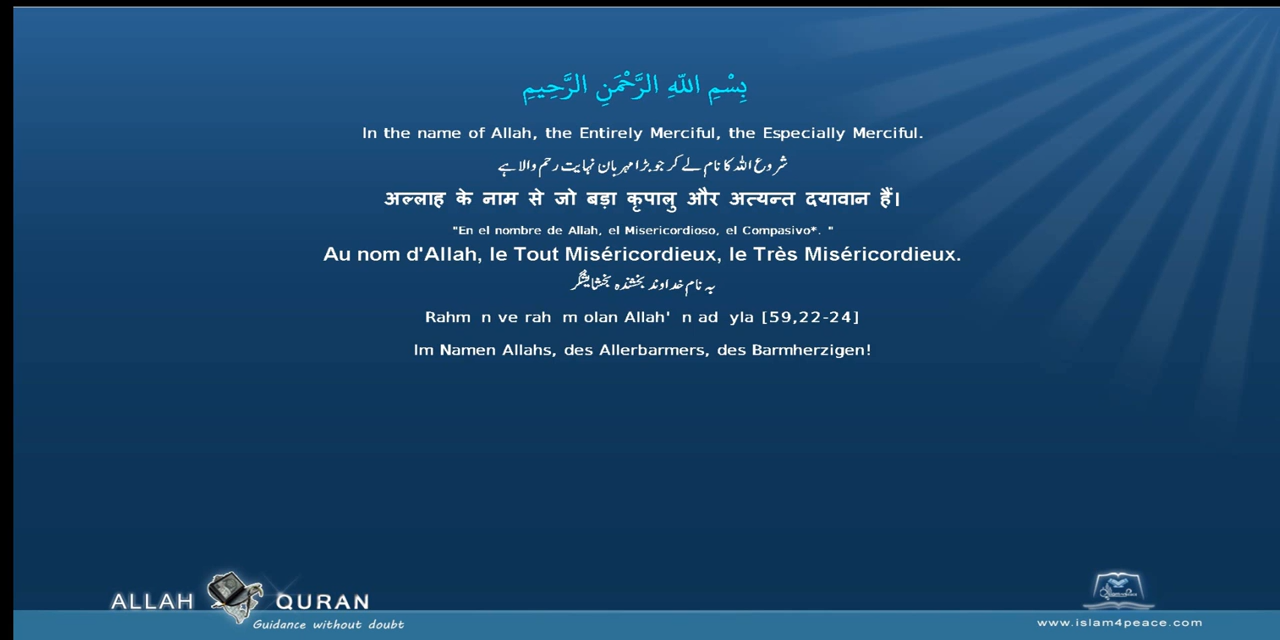 بِسْمِ اللّهِ الرَّحْمَنِ الرَّحِيمِ
In the name of Allah, the Entirely Merciful, the Especially Merciful.
شروع اللہ کا نام لے کر جو بڑا مہربان نہایت رحم والا ہے
अल्लाह के नाम से जो बड़ा कृपालु और अत्यन्त दयावान हैं।
"En el nombre de Allah, el Misericordioso, el Compasivo*. "
Au nom d'Allah, le Tout Miséricordieux, le Très Miséricordieux.
به نام خداوند بخشنده بخشایشگر
Rahm n ve rah m olan Allah' n ad yla [59,22-24]
Im Namen Allahs, des Allerbarmers, des Barmherzigen!
ALLAH QURAN
Guidance without doubt
www.islam4peace.com